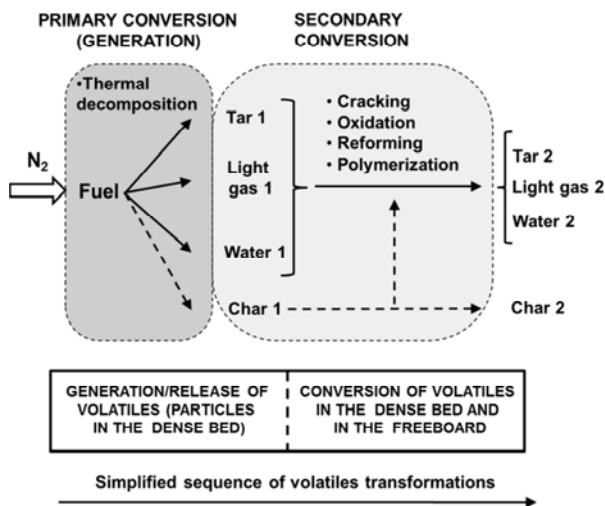 PRIMARY CONVERSION
(GENERATION)
SECONDARY
CONVERSION
•Thermal
decomposition
N2
Fuel
Tar 1
Light
gas 1
Water 1
Char 1
• Cracking
• Oxidation
• Reforming
• Polymerization
Tar 2
Light gas 2
Water 2
Char 2
GENERATION/RELEASE OF
VOLATILES (PARTICLES
IN THE DENSE BED)
CONVERSION OF VOLATILES
IN THE DENSE BED AND
IN THE FREEBOARD
Simplified sequence of volatiles transformations